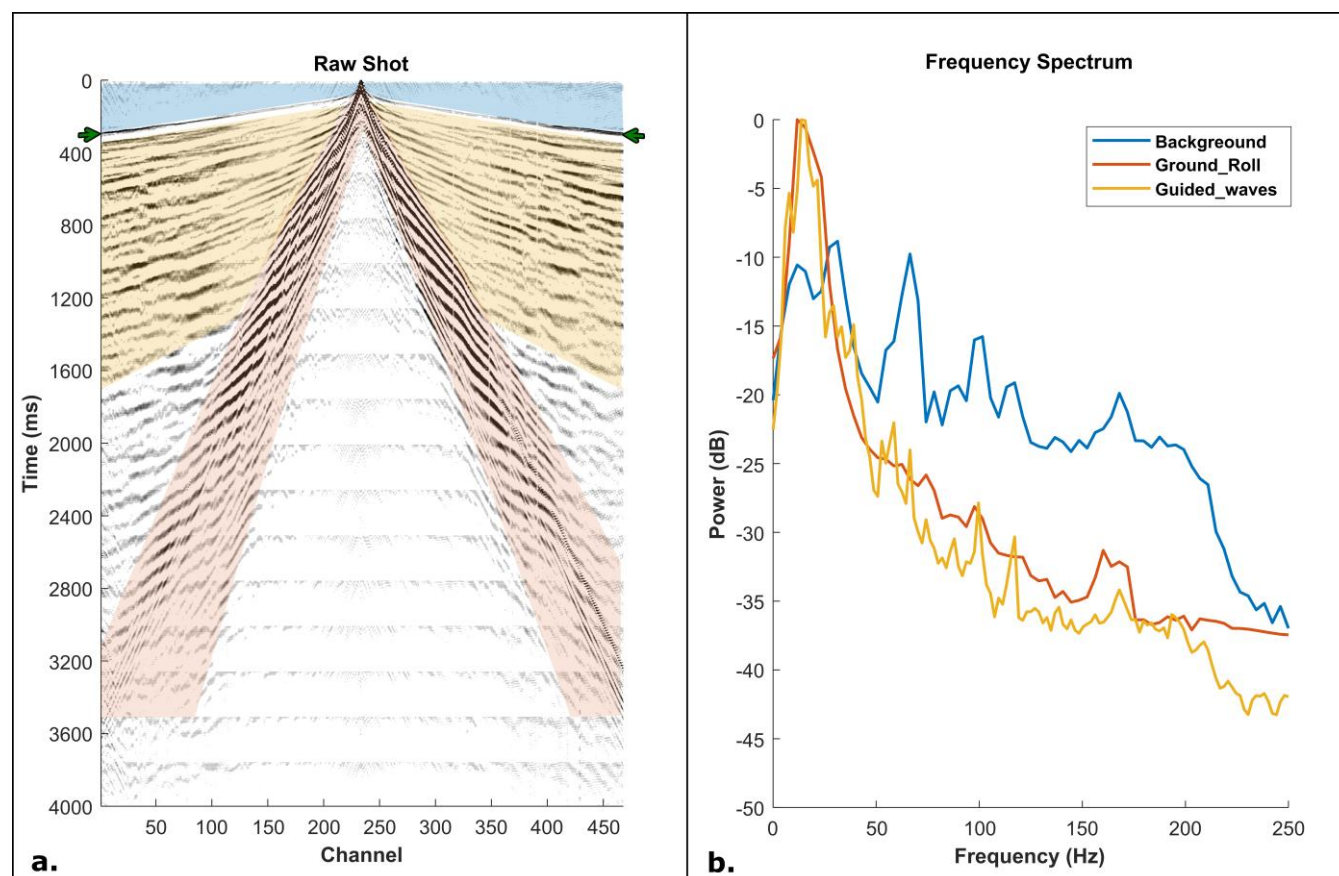 Raw Shot
0
400
800
1200
1600
2000
2400
2800
3200
3600
4000
Time (ms)
50 100 150 200 250 300 350 400 450
Channel
a.
Frequency Spectrum
0
-5
-10
-15
-20
-25
-30
-35
-40
-45
-50
Power (dB)
Background
Ground_Roll
Guided_waves
0 50 100 150 200 250
Frequency (Hz)
b.